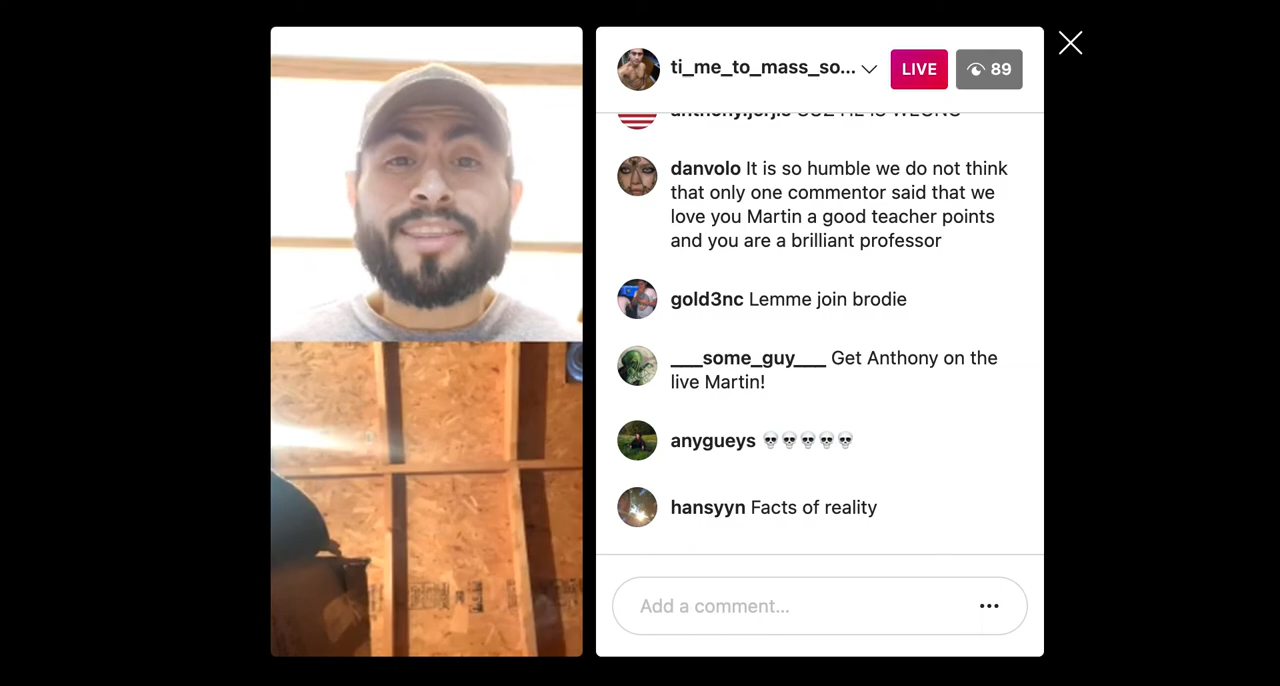 ti_me_to_mass_so...
LIVE
89
danvolo It is so humble we do not think
that only one commentor said that we
love you Martin a good teacher points
and you are a brilliant professor
gold3nc Lemme join brodie
___some_guy___ Get Anthony on the
live Martin!
anygueys 💀💀💀💀💀
hansyyn Facts of reality
Add a comment...